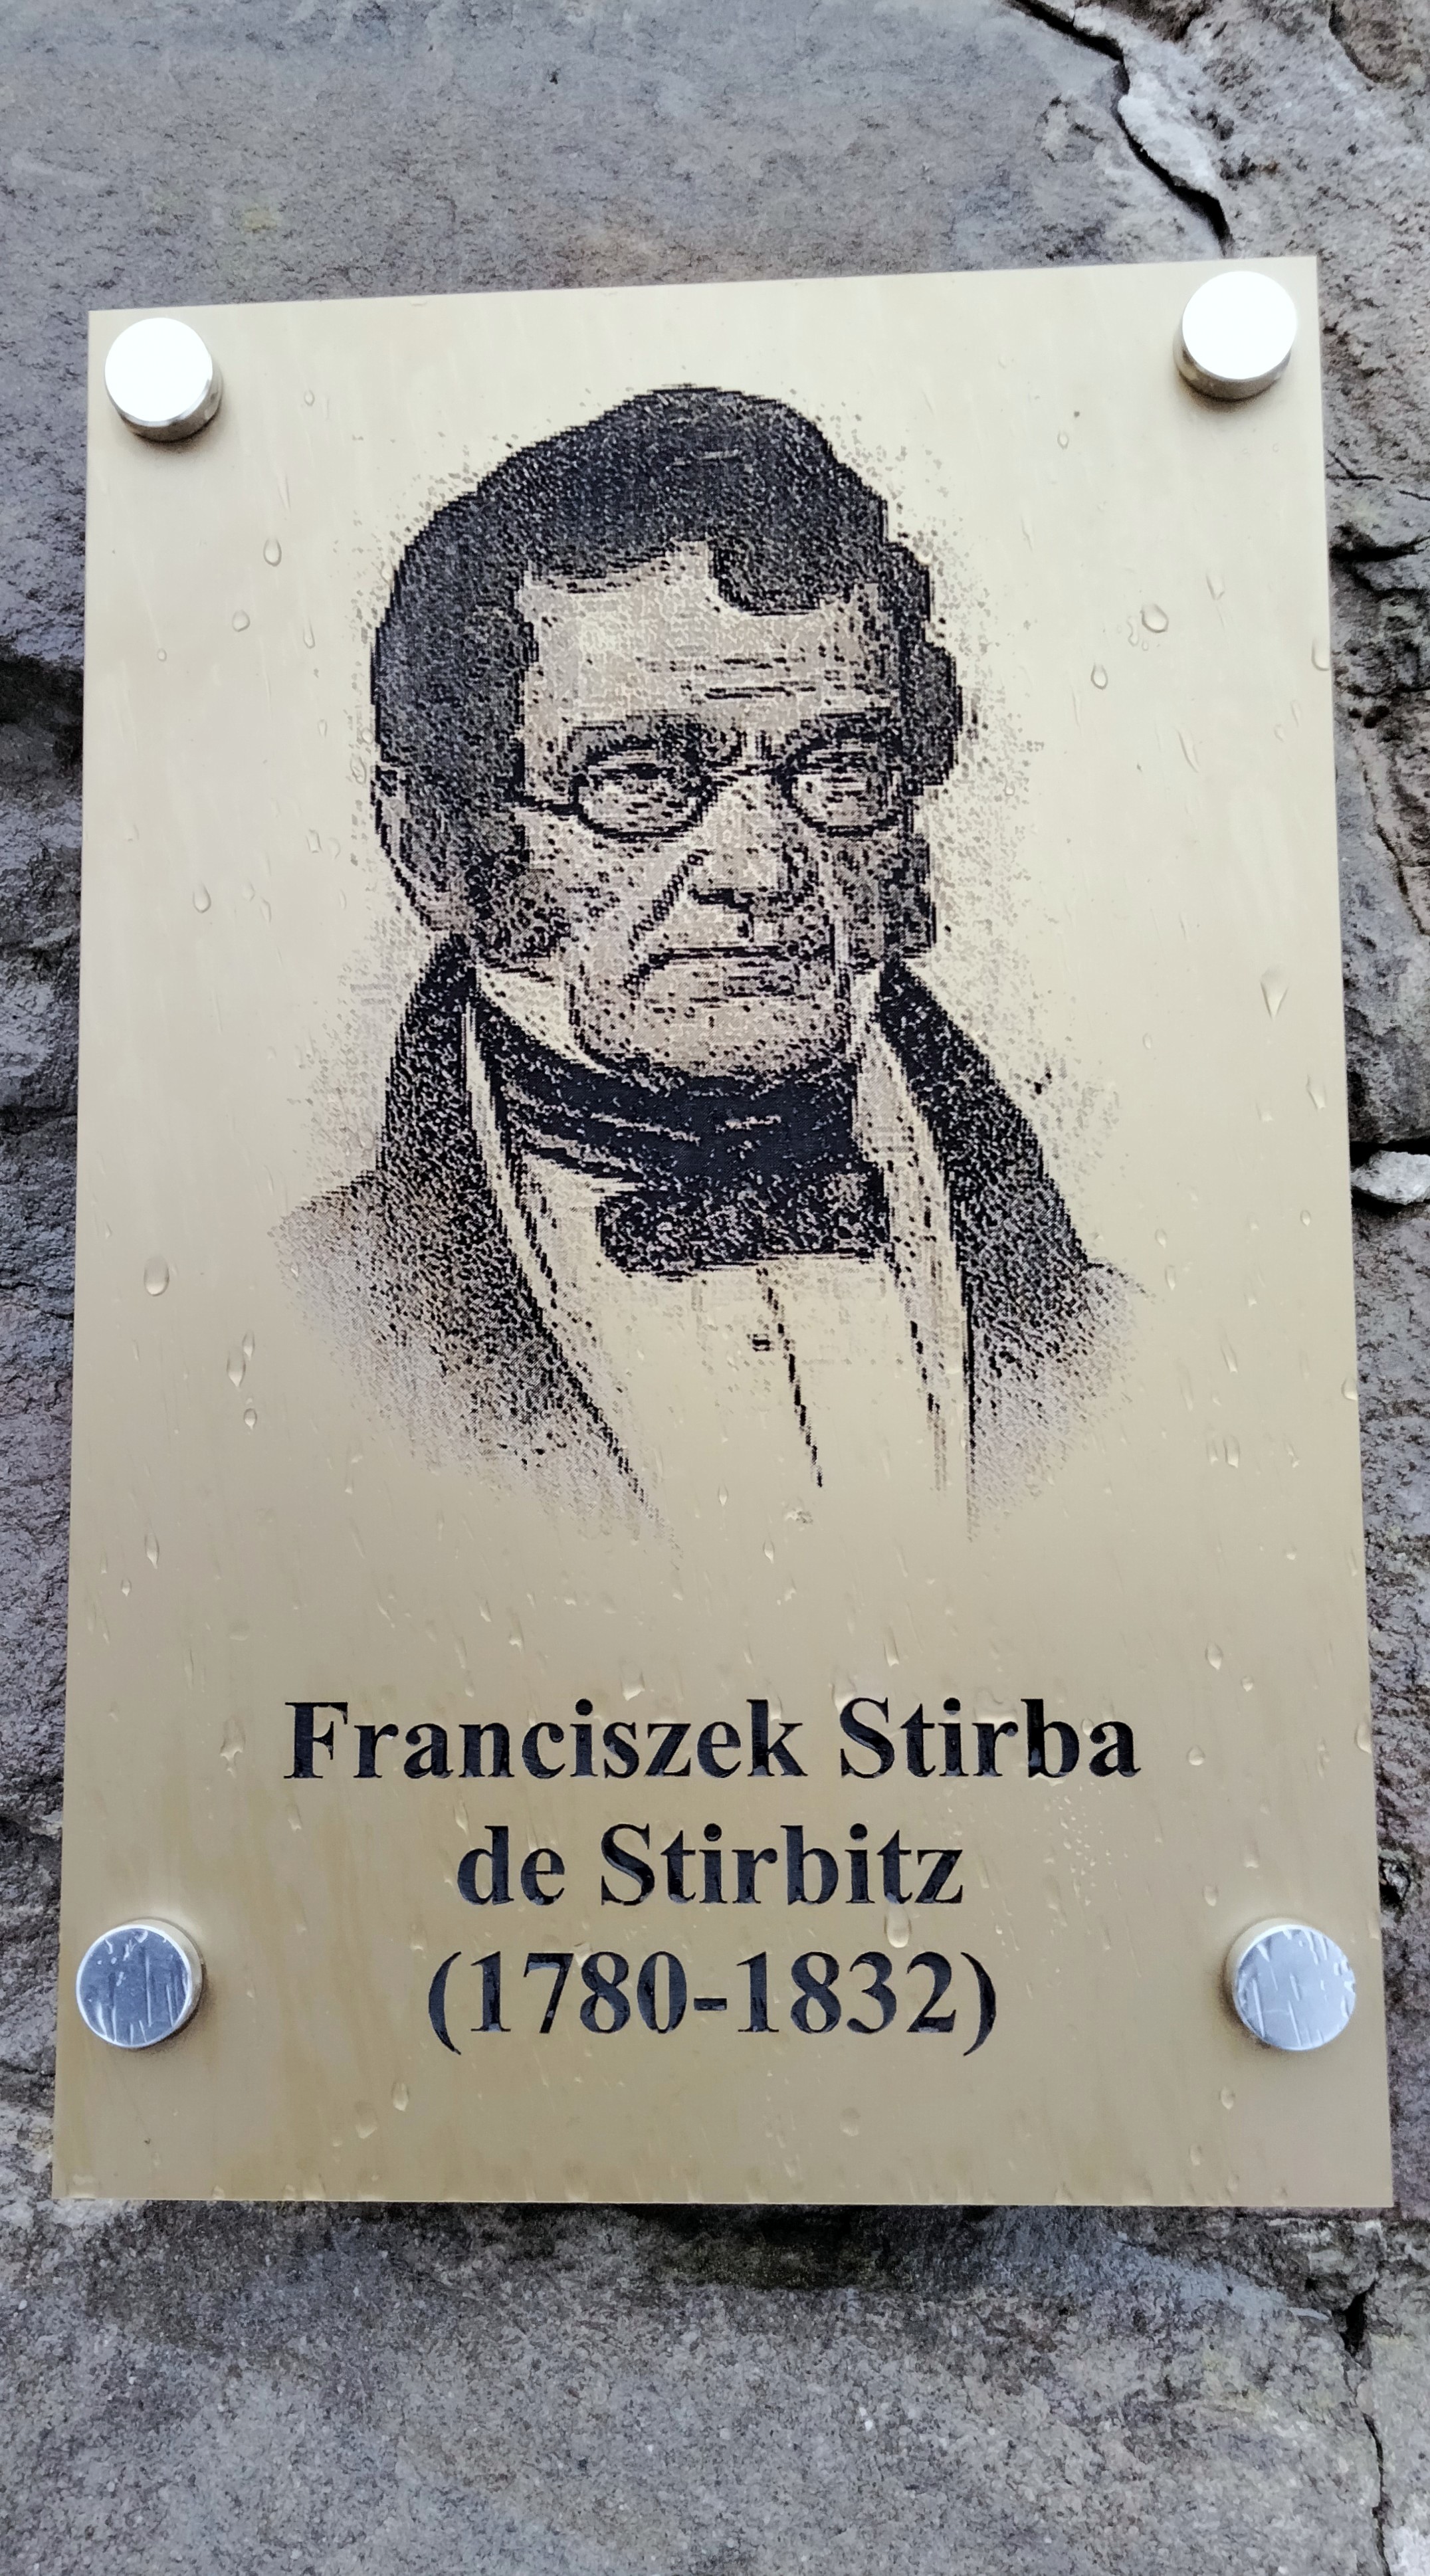 Franciszek Stirba
de Stirbitz
(1780-1832)